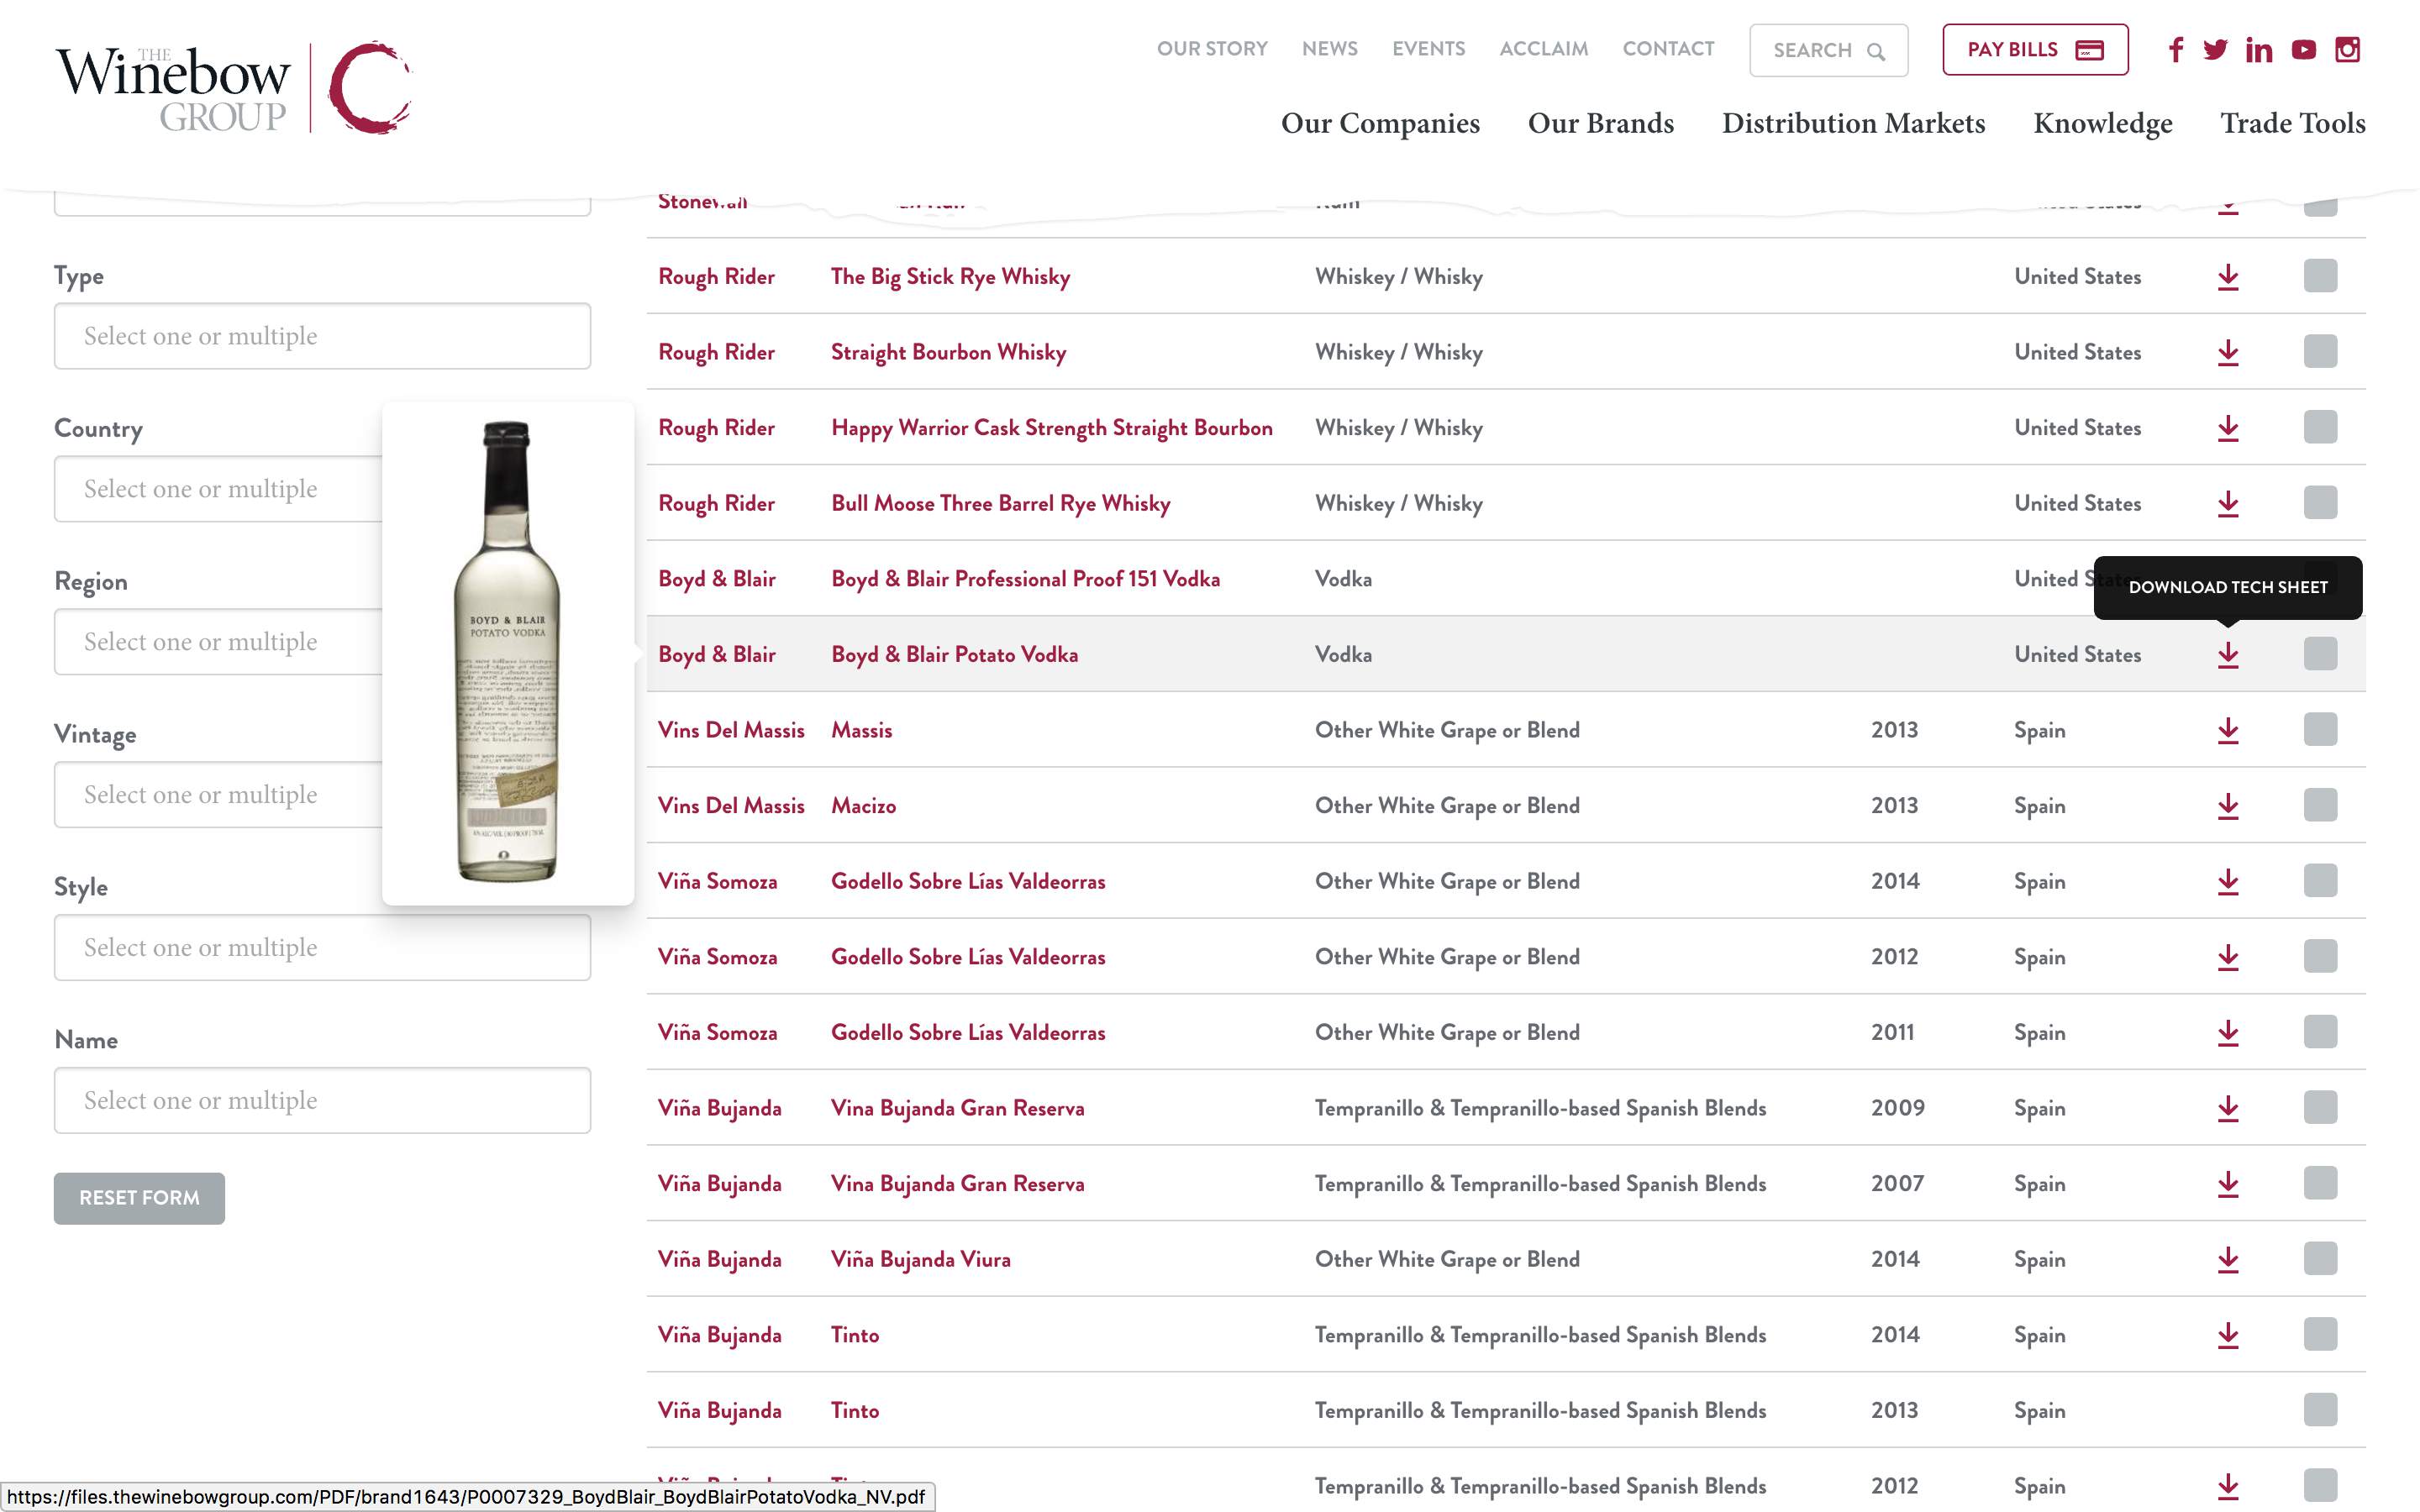 THE
Winebow
GROUP
OUR STORY NEWS EVENTS ACCLAIM CONTACT SEARCH PAY BILLS
Our Companies Our Brands Distribution Markets Knowledge Trade Tools
Type
Select one or multiple
Country
Select one or multiple
Region
Select one or multiple
Vintage
Select one or multiple
Style
Select one or multiple
Name
Select one or multiple
RESET FORM
BOYD & BLAIR
POTATO VODKA
Stonewall Rum
Rough Rider The Big Stick Rye Whisky Whiskey / Whisky United States
Rough Rider Straight Bourbon Whisky Whiskey / Whisky United States
Rough Rider Happy Warrior Cask Strength Straight Bourbon Whiskey / Whisky United States
Rough Rider Bull Moose Three Barrel Rye Whisky Whiskey / Whisky United States
Boyd & Blair Boyd & Blair Professional Proof 151 Vodka Vodka United States
DOWNLOAD TECH SHEET
Boyd & Blair Boyd & Blair Potato Vodka Vodka United States
Vins Del Massis Massis Other White Grape or Blend 2013 Spain
Vins Del Massis Macizo Other White Grape or Blend 2013 Spain
Viña Somoza Godello Sobre Lías Valdeorras Other White Grape or Blend 2014 Spain
Viña Somoza Godello Sobre Lías Valdeorras Other White Grape or Blend 2012 Spain
Viña Somoza Godello Sobre Lías Valdeorras Other White Grape or Blend 2011 Spain
Viña Bujanda Vina Bujanda Gran Reserva Tempranillo & Tempranillo-based Spanish Blends 2009 Spain
Viña Bujanda Vina Bujanda Gran Reserva Tempranillo & Tempranillo-based Spanish Blends 2007 Spain
Viña Bujanda Viña Bujanda Viura Other White Grape or Blend 2014 Spain
Viña Bujanda Tinto Tempranillo & Tempranillo-based Spanish Blends 2014 Spain
Viña Bujanda Tinto Tempranillo & Tempranillo-based Spanish Blends 2013 Spain
Viña Bujanda Tinto Tempranillo & Tempranillo-based Spanish Blends 2012 Spain
https://files.thewinebowgroup.com/PDF/brand1643/P0007329_BoydBlair_BoydBlairPotatoVodka_NV.pdf